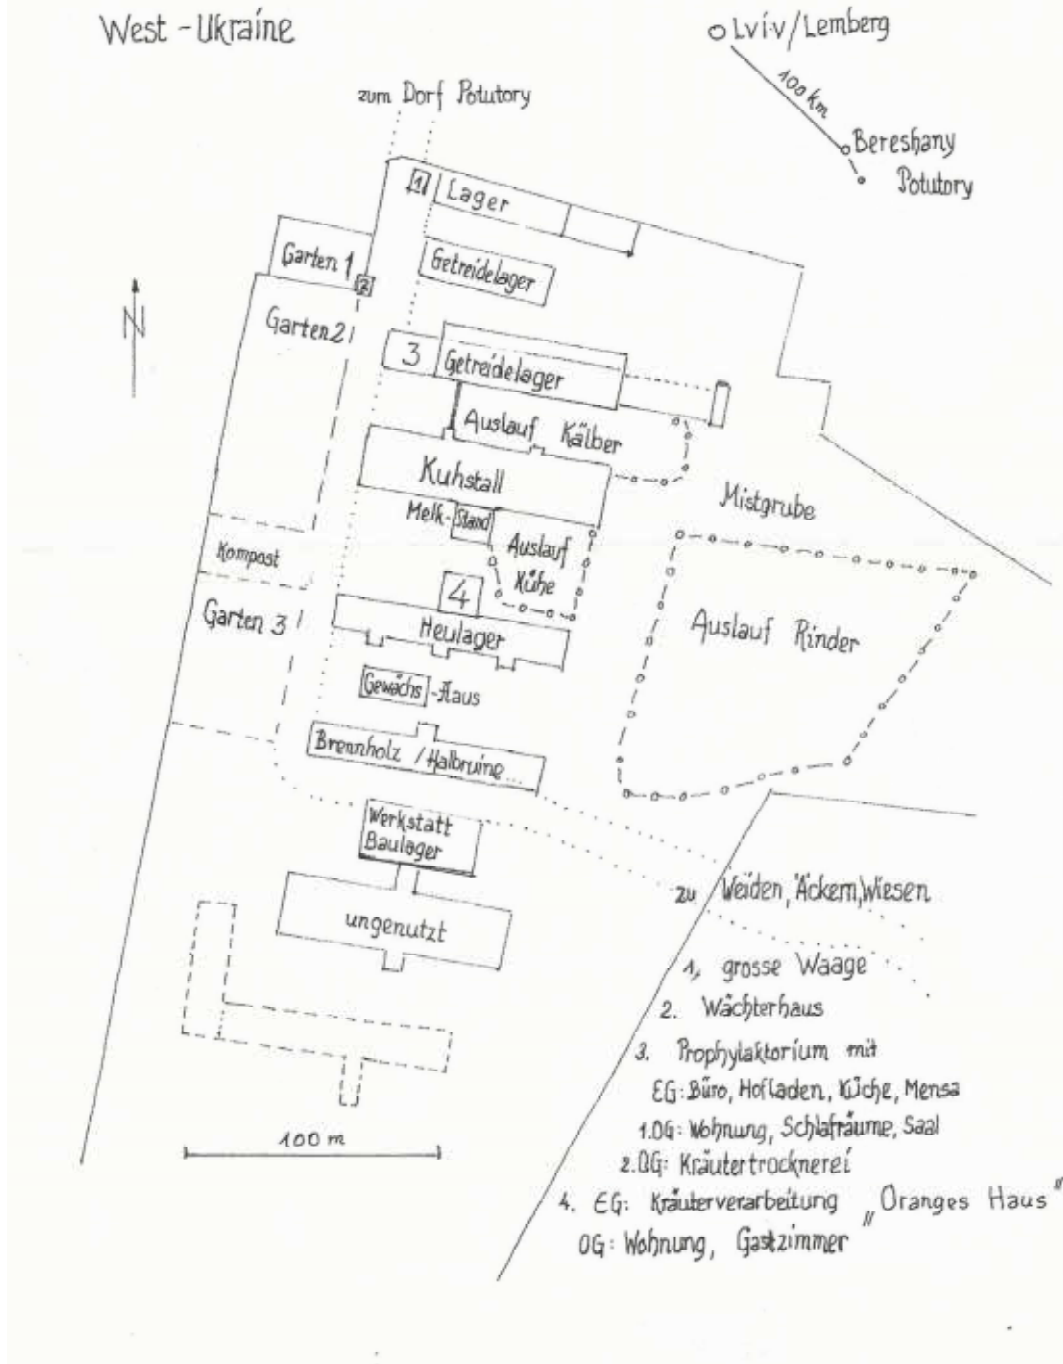 West-Ukraine
Lviv/Lemberg
100 km
Bereshany
Potutory
zum Dorf Potutory
1 Lager
Getreidelager
Garten 1
2
N
Garten 2
3 Getreidelager
Auslauf Kälber
Kuhstall
Mistgrube
Melk-Stand
Auslauf
Kühe
Kompost
4
Garten 3
Heulager
Auslauf Rinder
Gewächs-Haus
Brennholz / Halbruine...
Werkstatt
Baulager
zu Weiden, Äckern, Wiesen
ungenutzt
1, grosse Waage
2. Wächterhaus
3. Prophylaktorium mit
EG: Büro, Hofladen, Küche, Mensa
1.OG: Wohnung, Schlafräume, Saal
2.OG: Kräutertrocknerei
100 m
4. EG: Kräuterverarbeitung „Oranges Haus"
OG: Wohnung, Gastzimmer